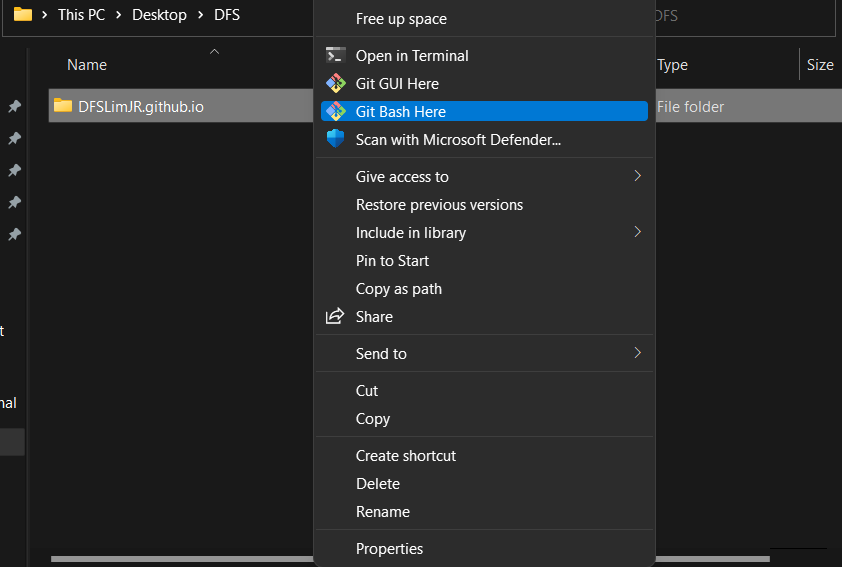 This PC > Desktop > DFS
DFS
Name
Type
Size
DFSLimJR.github.io
File folder
Free up space
Open in Terminal
Git GUI Here
Git Bash Here
Scan with Microsoft Defender...
Give access to
Restore previous versions
Include in library
Pin to Start
Copy as path
Share
Send to
Cut
Copy
Create shortcut
Delete
Rename
Properties
t
nal